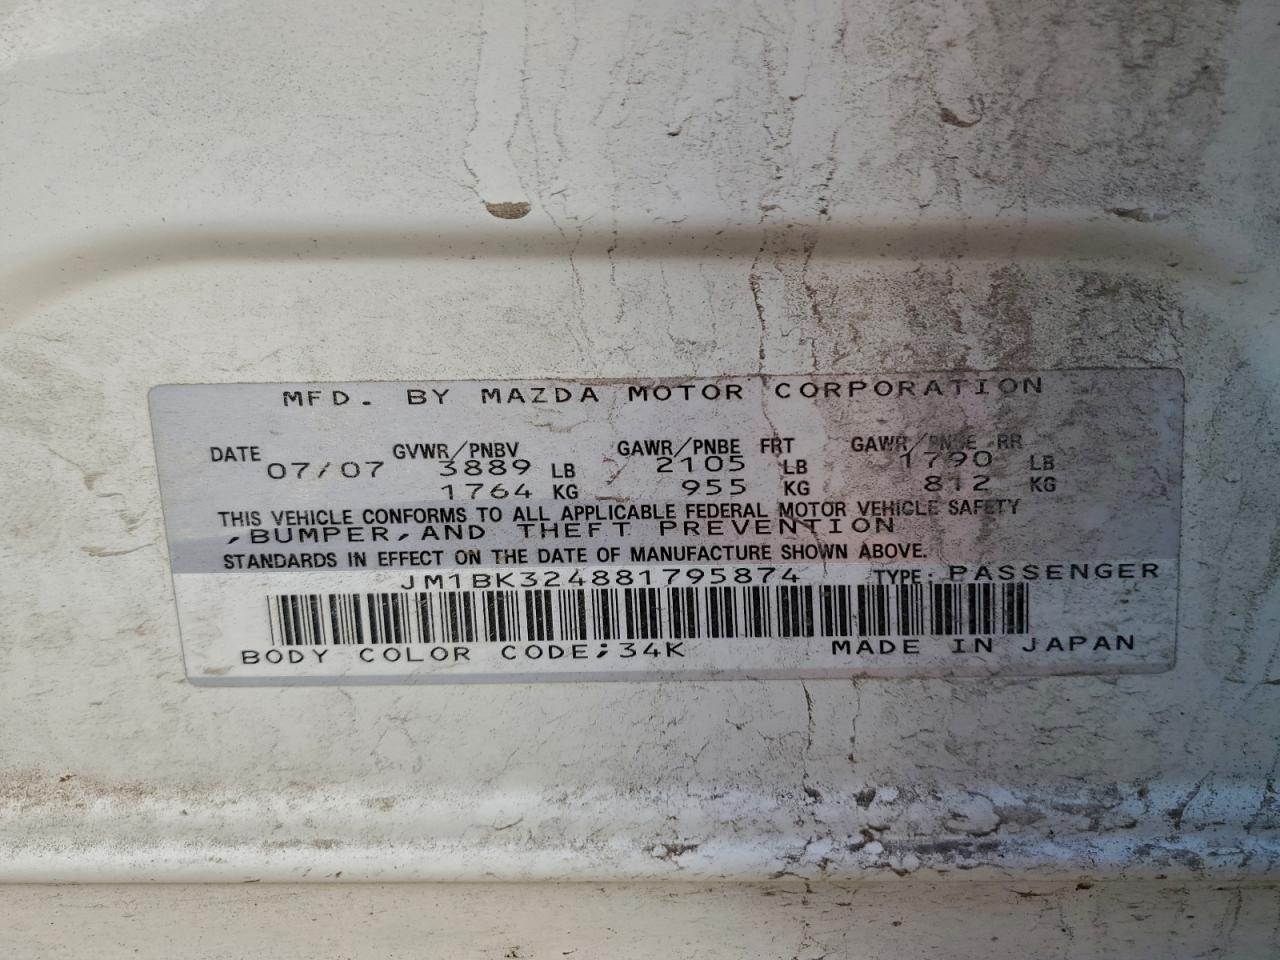 MFD. BY MAZDA MOTOR CORPORATION
DATE GVWR/PNBV GAWR/PNBE FRT GAWR/PNBE RR
07/07 3889 LB 2105 LB 1790 LB
1764 KG 955 KG 812 KG
THIS VEHICLE CONFORMS TO ALL APPLICABLE FEDERAL MOTOR VEHICLE SAFETY
,BUMPER,AND THEFT PREVENTION
STANDARDS IN EFFECT ON THE DATE OF MANUFACTURE SHOWN ABOVE.
JM1BK324881795874 TYPE: PASSENGER
BODY COLOR CODE;34K MADE IN JAPAN